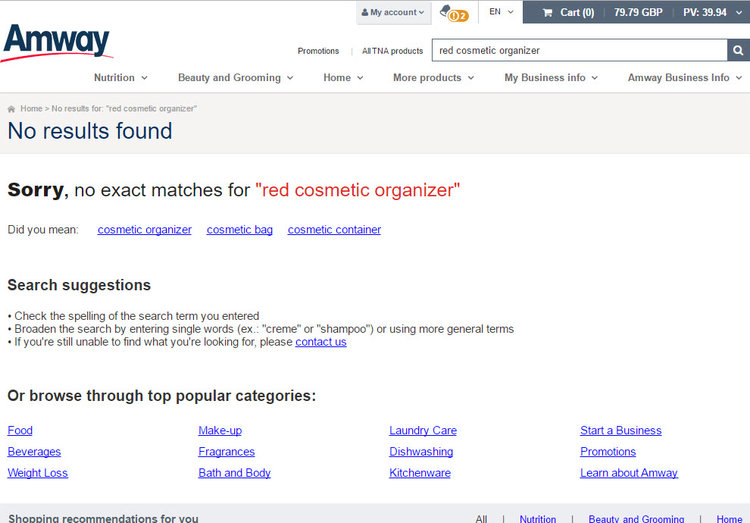 My account
2
EN
Cart (0)
79.79 GBP
PV: 39.94
Amway
Promotions | All TNA products
red cosmetic organizer
Nutrition
Beauty and Grooming
Home
More products
My Business info
Amway Business Info
Home > No results for: "red cosmetic organizer"
No results found
Sorry, no exact matches for "red cosmetic organizer"
Did you mean: cosmetic organizer cosmetic bag cosmetic container
Search suggestions
• Check the spelling of the search term you entered
• Broaden the search by entering single words (ex.: "creme" or "shampoo") or using more general terms
• If you're still unable to find what you're looking for, please contact us
Or browse through top popular categories:
Food Make-up Laundry Care Start a Business
Beverages Fragrances Dishwashing Promotions
Weight Loss Bath and Body Kitchenware Learn about Amway
Shopping recommendations for you All | Nutrition | Beauty and Grooming | Home